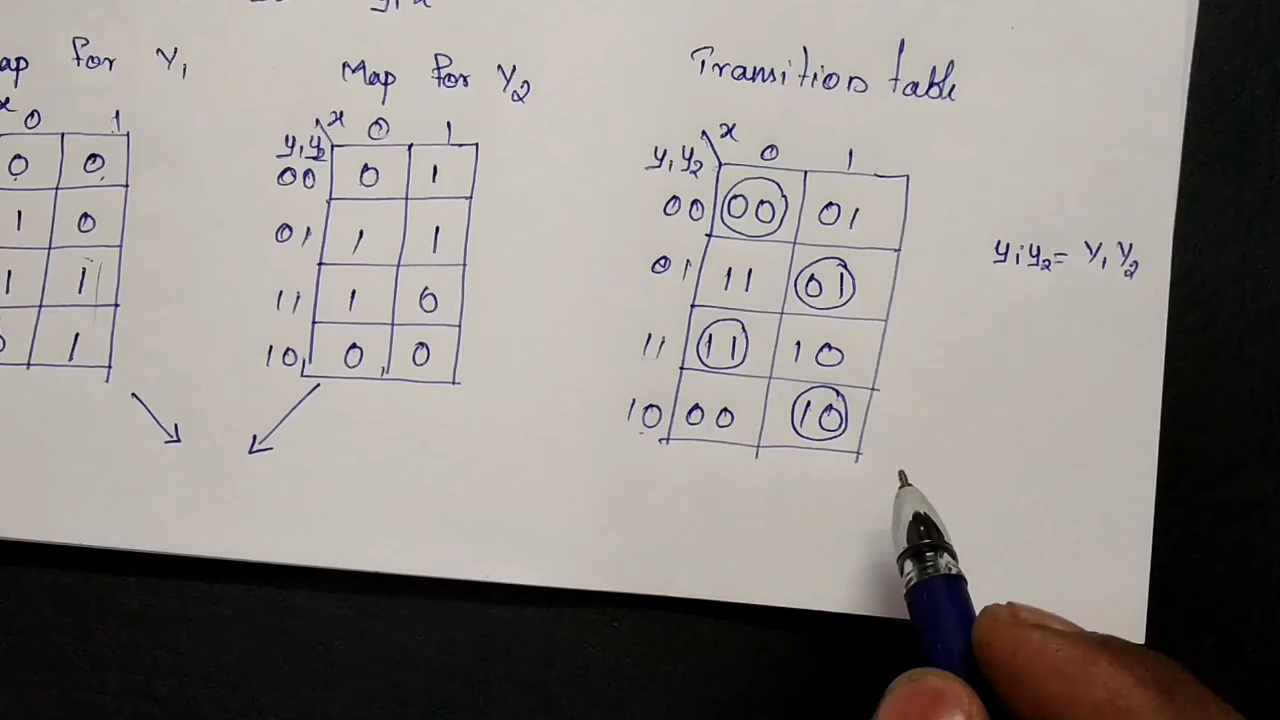 y₁x
ap for Y₁
x 0 1
0 0
1 0
1 1
0 1
Map for Y₂
x 0 1
y₁y₂
00 0 1
01 1 1
11 1 0
10 0 0
Transition table
x 0 1
y₁y₂
00 00 01
01 11 01
11 11 10
10 00 10
y₁y₂ = Y₁Y₂